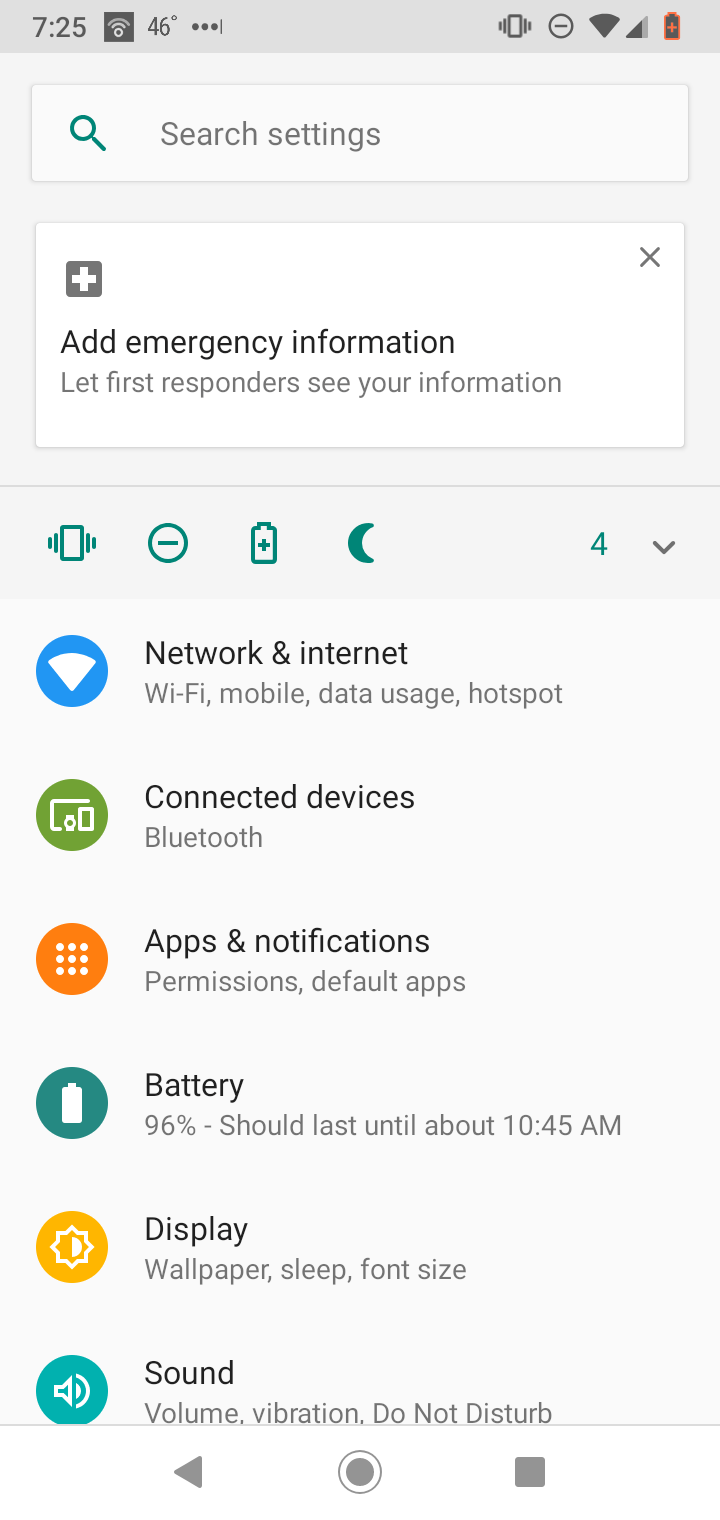 7:25 46°
Search settings
Add emergency information
Let first responders see your information
4
Network & internet
Wi-Fi, mobile, data usage, hotspot
Connected devices
Bluetooth
Apps & notifications
Permissions, default apps
Battery
96% - Should last until about 10:45 AM
Display
Wallpaper, sleep, font size
Sound
Volume, vibration, Do Not Disturb